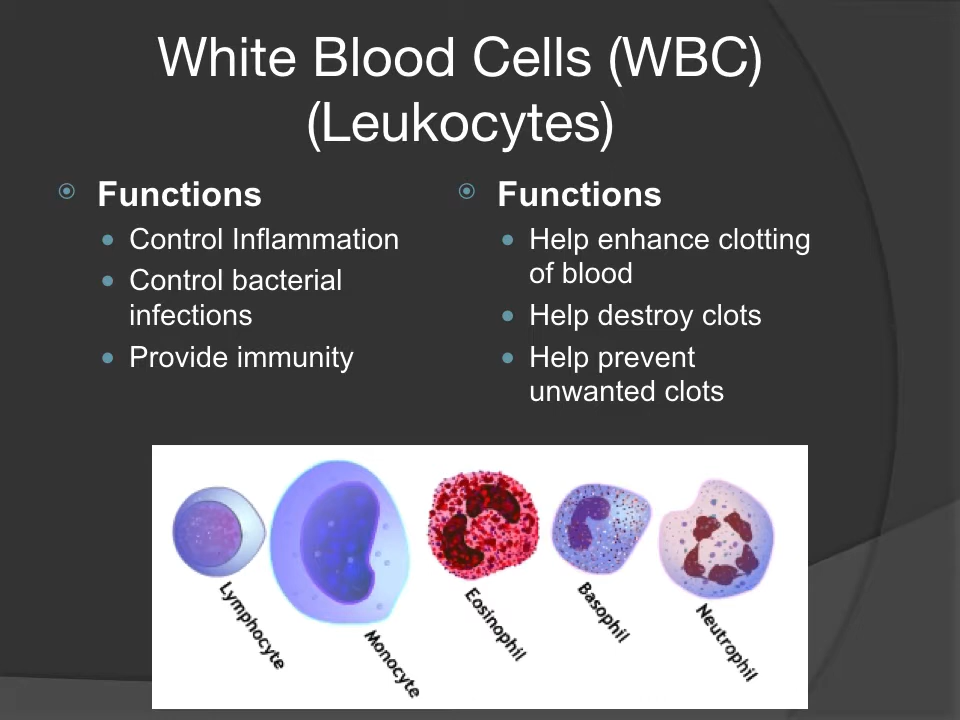 White Blood Cells (WBC)
(Leukocytes)
Functions
Control Inflammation
Control bacterial
infections
Provide immunity
Functions
Help enhance clotting
of blood
Help destroy clots
Help prevent
unwanted clots
Lymphocyte
Monocyte
Eosinophil
Basophil
Neutrophil